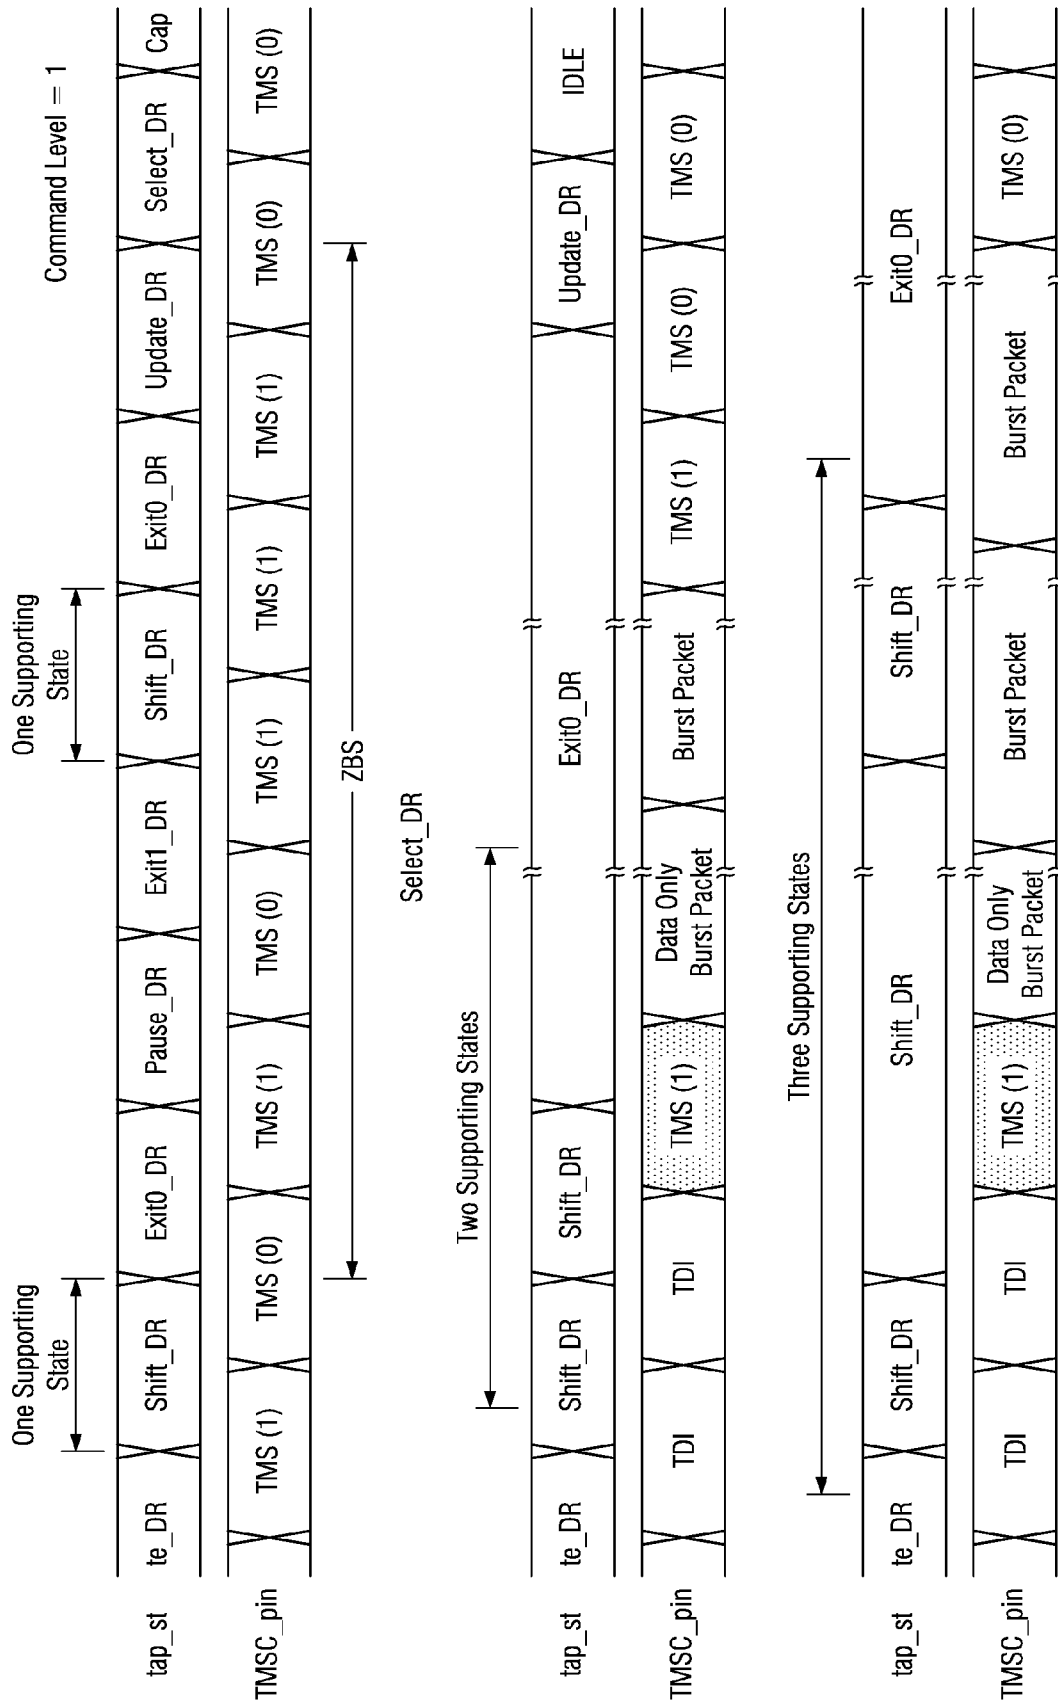 Command Level = 1
One Supporting
State
One Supporting
State
tap_st te_DR Shift_DR Exit0_DR Pause_DR Exit1_DR Shift_DR Exit0_DR Update_DR Select_DR Cap
TMSC_pin TMS (1) TMS (0) TMS (1) TMS (0) TMS (1) TMS (1) TMS (1) TMS (0) TMS (0)
ZBS
Select_DR
Two Supporting States
tap_st te_DR Shift_DR Shift_DR Exit0_DR Update_DR IDLE
TMSC_pin TDI TDI TMS (1) Data Only Burst Packet Burst Packet TMS (1) TMS (0) TMS (0)
Three Supporting States
tap_st te_DR Shift_DR Shift_DR Shift_DR Exit0_DR
TMSC_pin TDI TDI TMS (1) Data Only Burst Packet Burst Packet Burst Packet TMS (0)